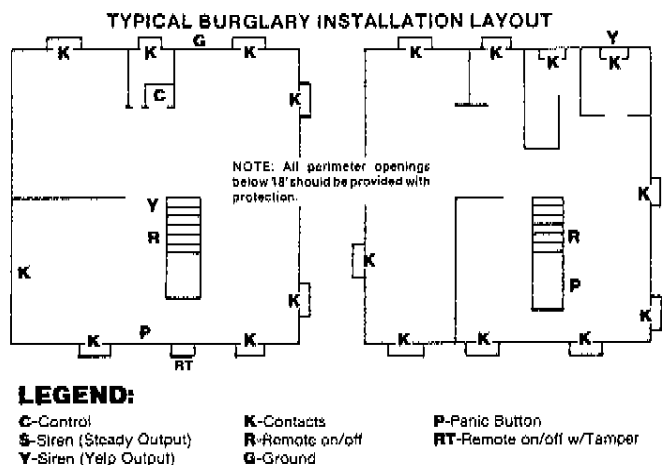 TYPICAL BURGLARY INSTALLATION LAYOUT
G
Y
K K K
K K K K
C
K
K
NOTE: All perimeter openings
below 18' should be provided with
protection.
K
Y
R
R
K
K
P
K
K
P
K K
K K K
RT
LEGEND:
C-Control
S-Siren (Steady Output)
Y-Siren (Yelp Output)
K-Contacts
R-Remote on/off
G-Ground
P-Panic Button
RT-Remote on/off w/Tamper